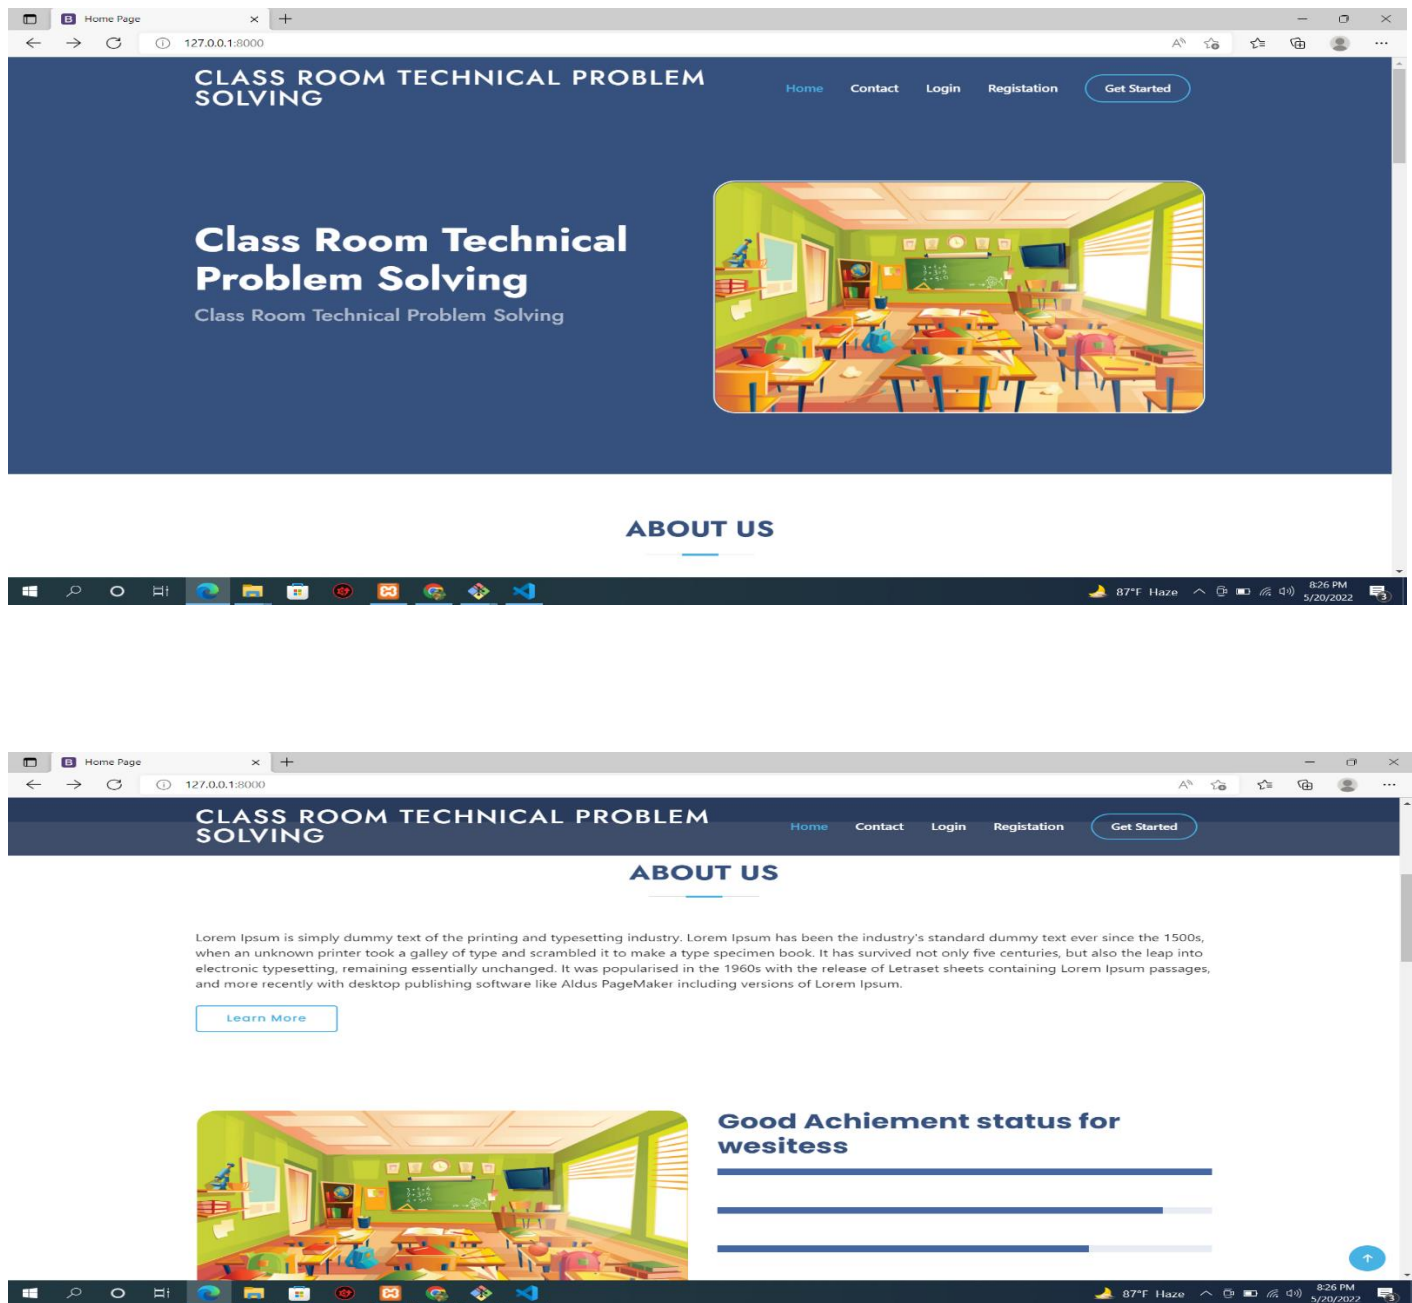 Home Page
127.0.0.1:8000
CLASS ROOM TECHNICAL PROBLEM
SOLVING
Home Contact Login Registation Get Started
Class Room Technical
Problem Solving
Class Room Technical Problem Solving
ABOUT US
87°F Haze
8:26 PM
5/20/2022
3
Home Page
127.0.0.1:8000
CLASS ROOM TECHNICAL PROBLEM
SOLVING
Home Contact Login Registation Get Started
ABOUT US
Lorem Ipsum is simply dummy text of the printing and typesetting industry. Lorem Ipsum has been the industry's standard dummy text ever since the 1500s,
when an unknown printer took a galley of type and scrambled it to make a type specimen book. It has survived not only five centuries, but also the leap into
electronic typesetting, remaining essentially unchanged. It was popularised in the 1960s with the release of Letraset sheets containing Lorem Ipsum passages,
and more recently with desktop publishing software like Aldus PageMaker including versions of Lorem Ipsum.
Learn More
Good Achiement status for
wesitess
87°F Haze
8:26 PM
5/20/2022
3